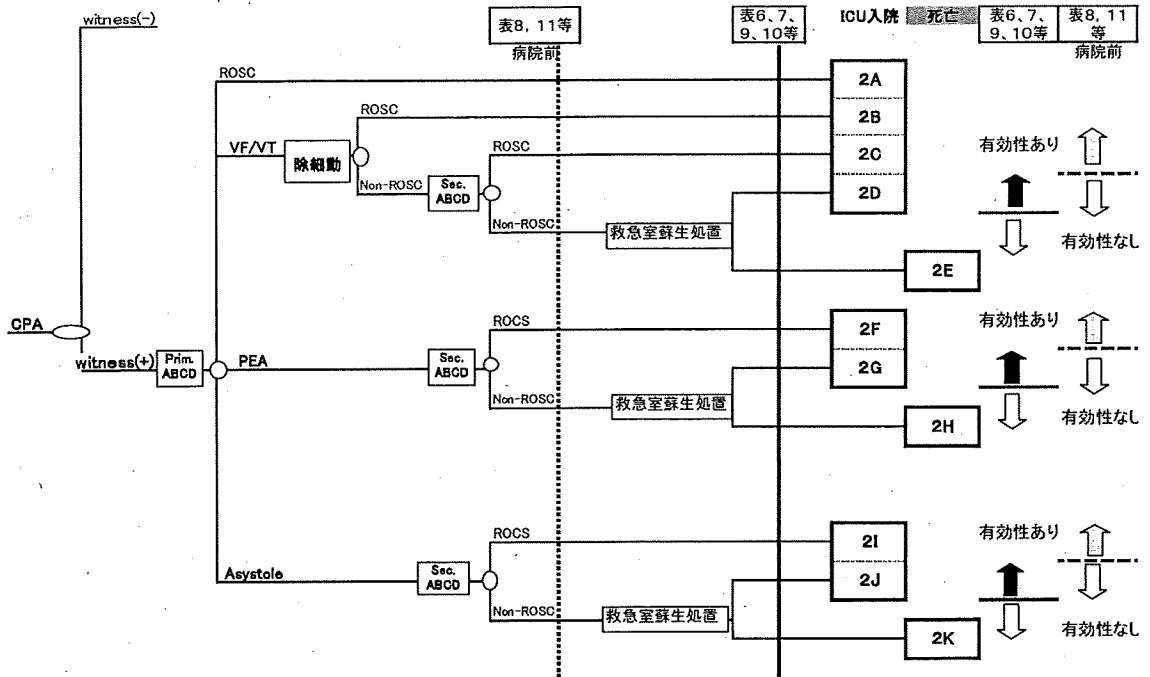 witness(-)
表8, 11等
病院前
表6、7、
9、10等
ICU入院
死亡
表6、7、
9、10等
表8, 11
等
病院前
ROSC
2A
ROSC
2B
VF/VT
除細動
ROSC
2C
有効性あり
Non-ROSC
Sec.
ABCD
2D
Non-ROSC
救急室蘇生処置
有効性なし
2E
CPA
witness(+)
Prim.
ABCD
PEA
Sec.
ABCD
ROCS
2F
有効性あり
2G
Non-ROSC
救急室蘇生処置
有効性なし
2H
Asystole
Sec.
ABCD
ROCS
2I
有効性あり
2J
Non-ROSC
救急室蘇生処置
有効性なし
2K